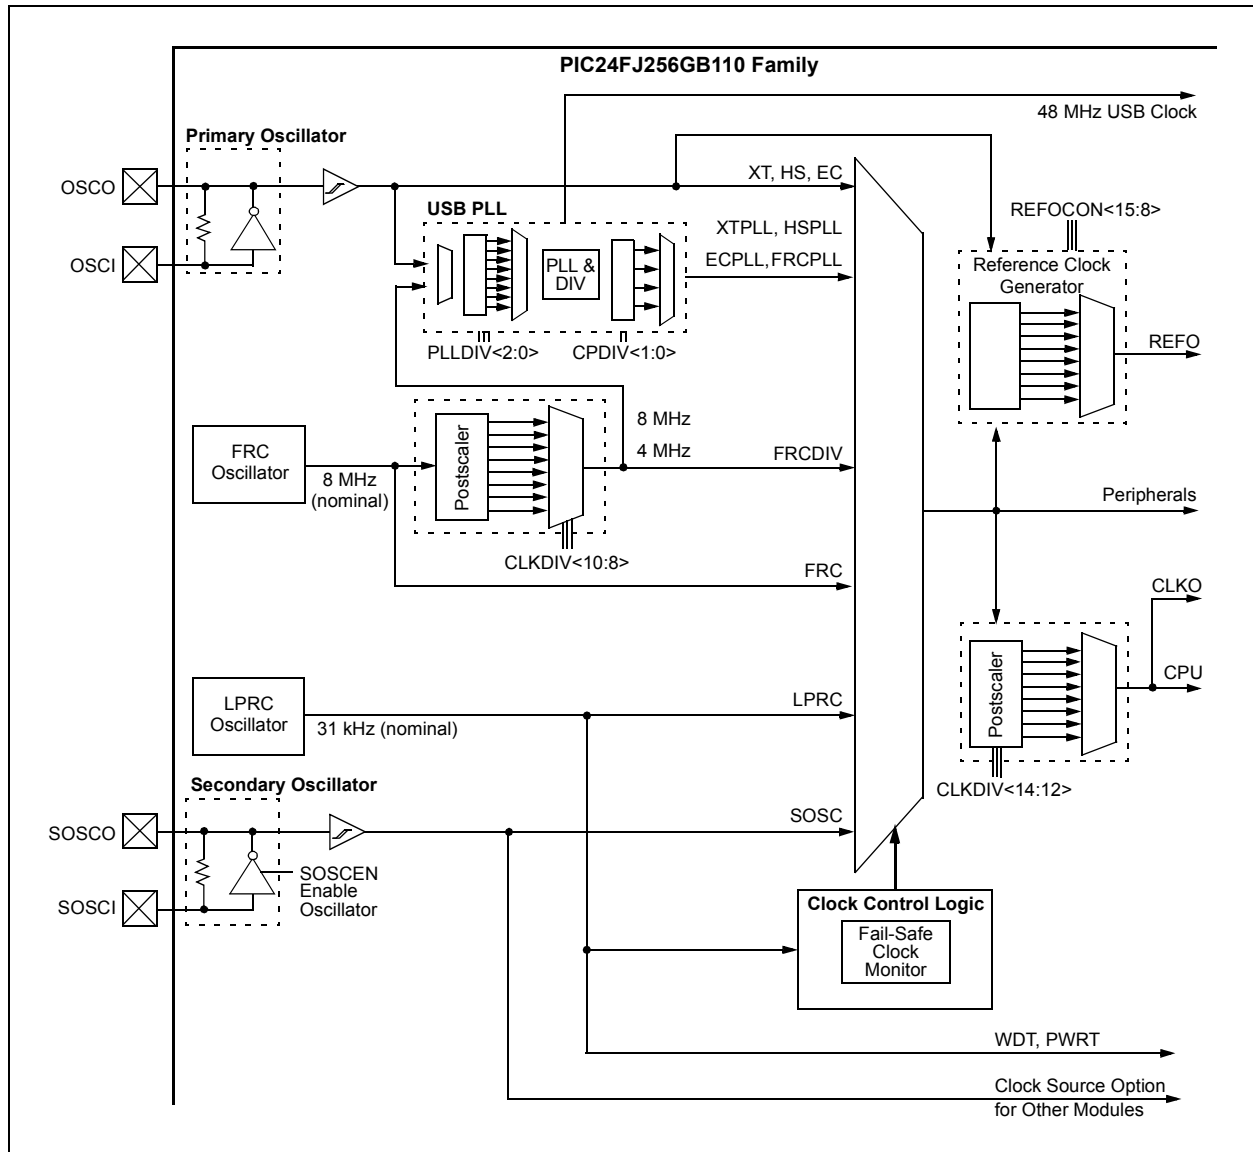 PIC24FJ256GB110 Family
48 MHz USB Clock
Primary Oscillator
OSCO
XT, HS, EC
USB PLL
REFOCON<15:8>
XTPLL, HSPLL
OSCI
PLL &
DIV
ECPLL,FRCPLL
Reference Clock
Generator
REFO
PLLDIV<2:0>
CPDIV<1:0>
8 MHz
4 MHz
FRC
Oscillator
8 MHz
(nominal)
Postscaler
FRCDIV
Peripherals
CLKDIV<10:8>
FRC
CLKO
CPU
Postscaler
LPRC
Oscillator
31 kHz (nominal)
LPRC
CLKDIV<14:12>
Secondary Oscillator
SOSCO
SOSC
SOSCEN
Enable
Oscillator
SOSCI
Clock Control Logic
Fail-Safe
Clock
Monitor
WDT, PWRT
Clock Source Option
for Other Modules